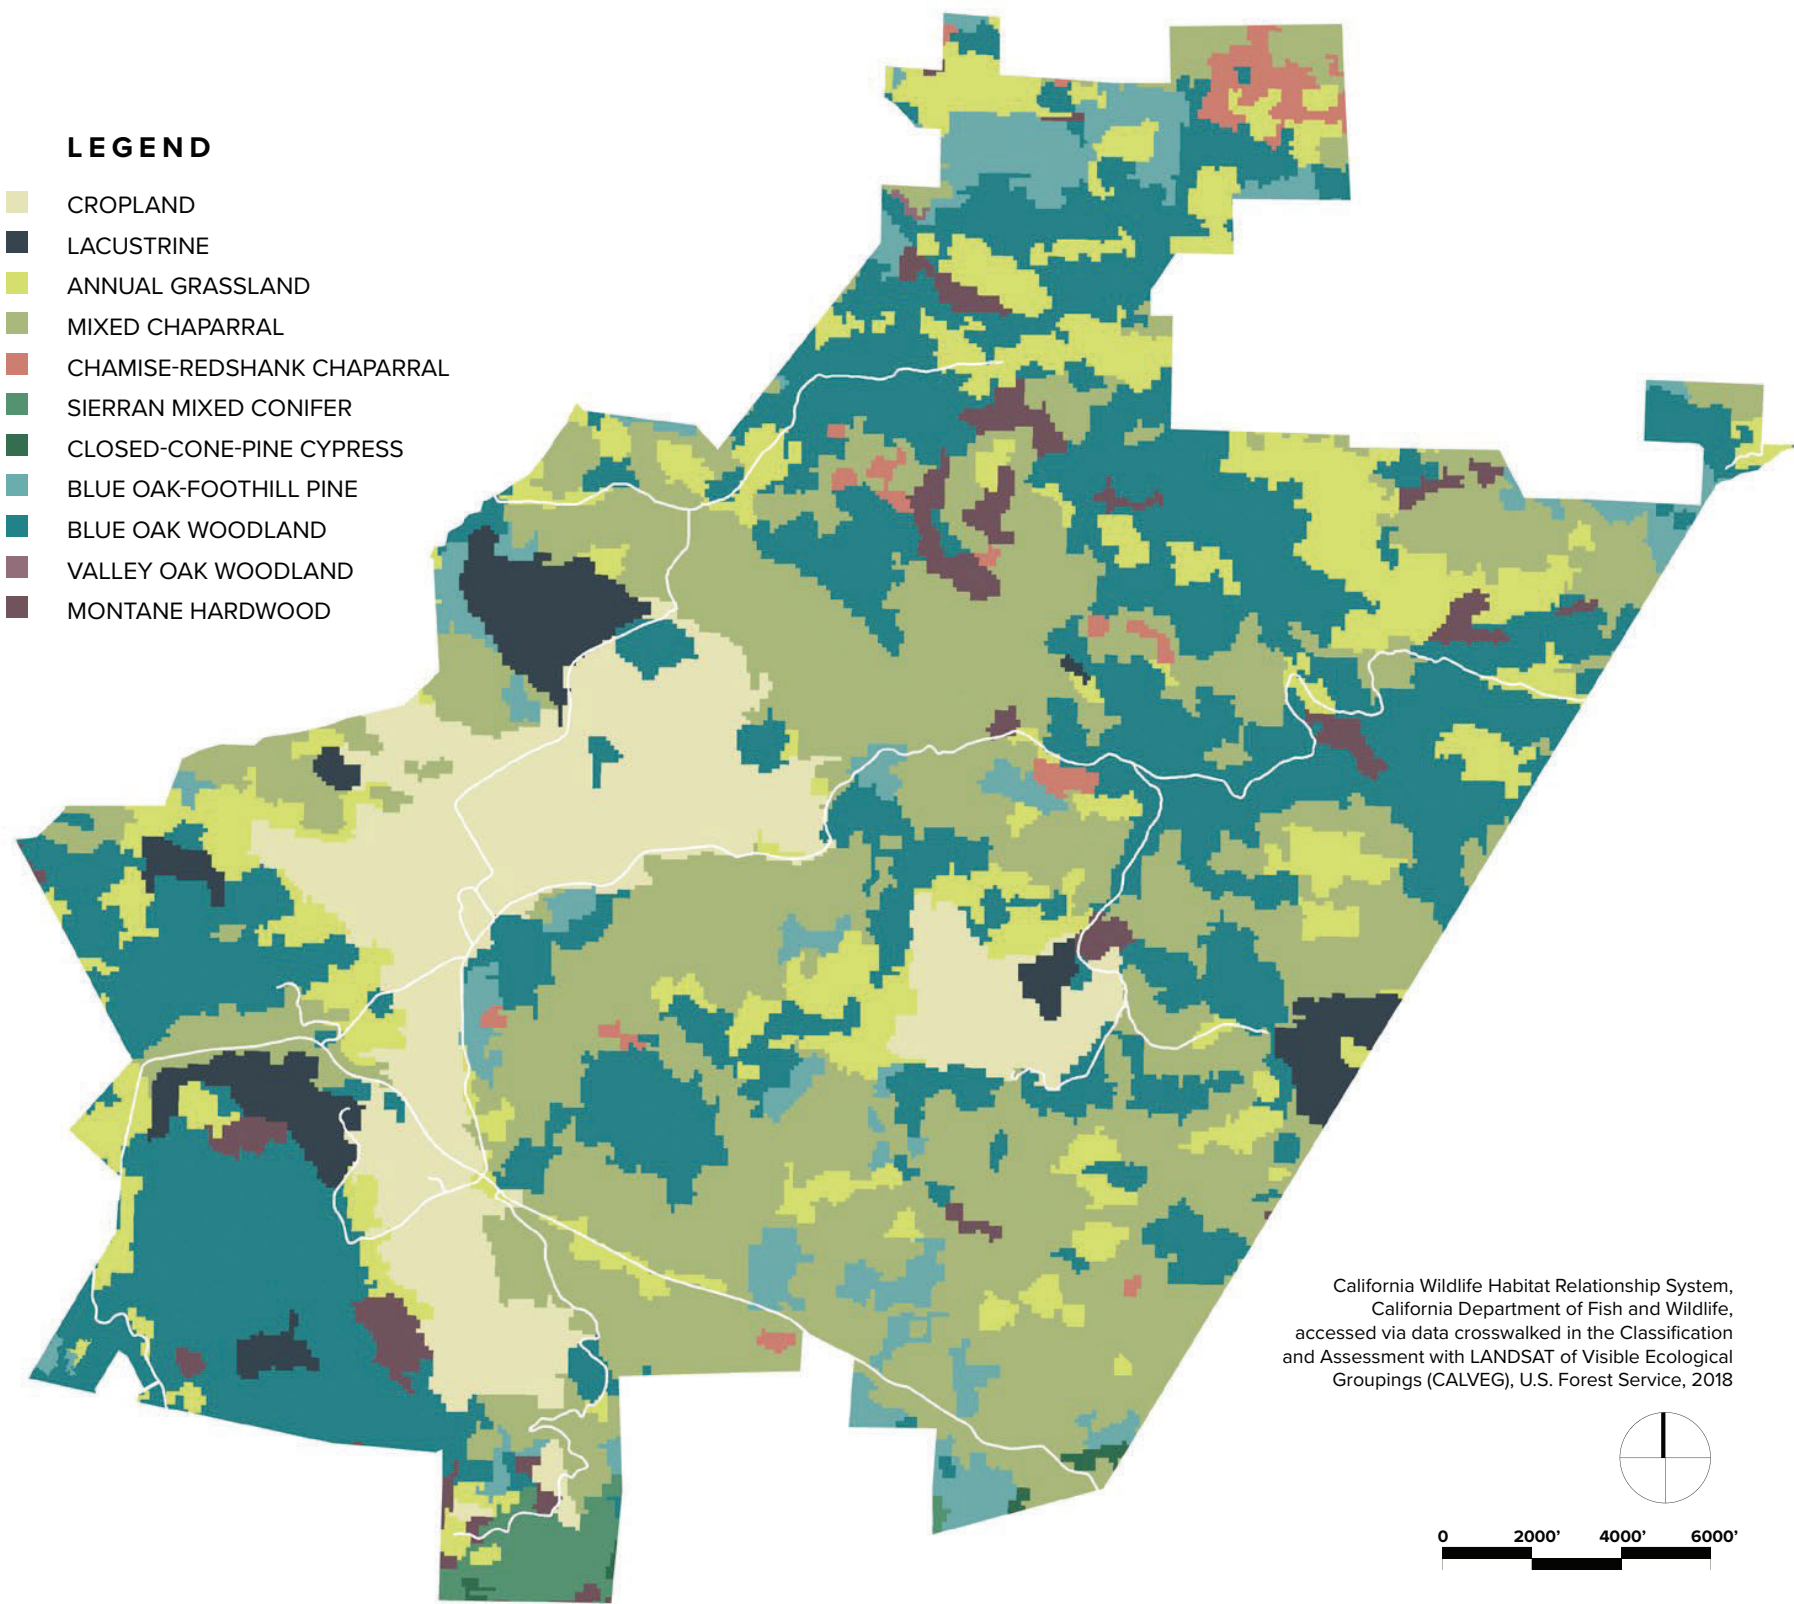 LEGEND
CROPLAND
LACUSTRINE
ANNUAL GRASSLAND
MIXED CHAPARRAL
CHAMISE-REDSHANK CHAPARRAL
SIERRAN MIXED CONIFER
CLOSED-CONE-PINE CYPRESS
BLUE OAK-FOOTHILL PINE
BLUE OAK WOODLAND
VALLEY OAK WOODLAND
MONTANE HARDWOOD
California Wildlife Habitat Relationship System,
California Department of Fish and Wildlife,
accessed via data crosswalked in the Classification
and Assessment with LANDSAT of Visible Ecological
Groupings (CALVEG), U.S. Forest Service, 2018
0 2000’ 4000’ 6000’